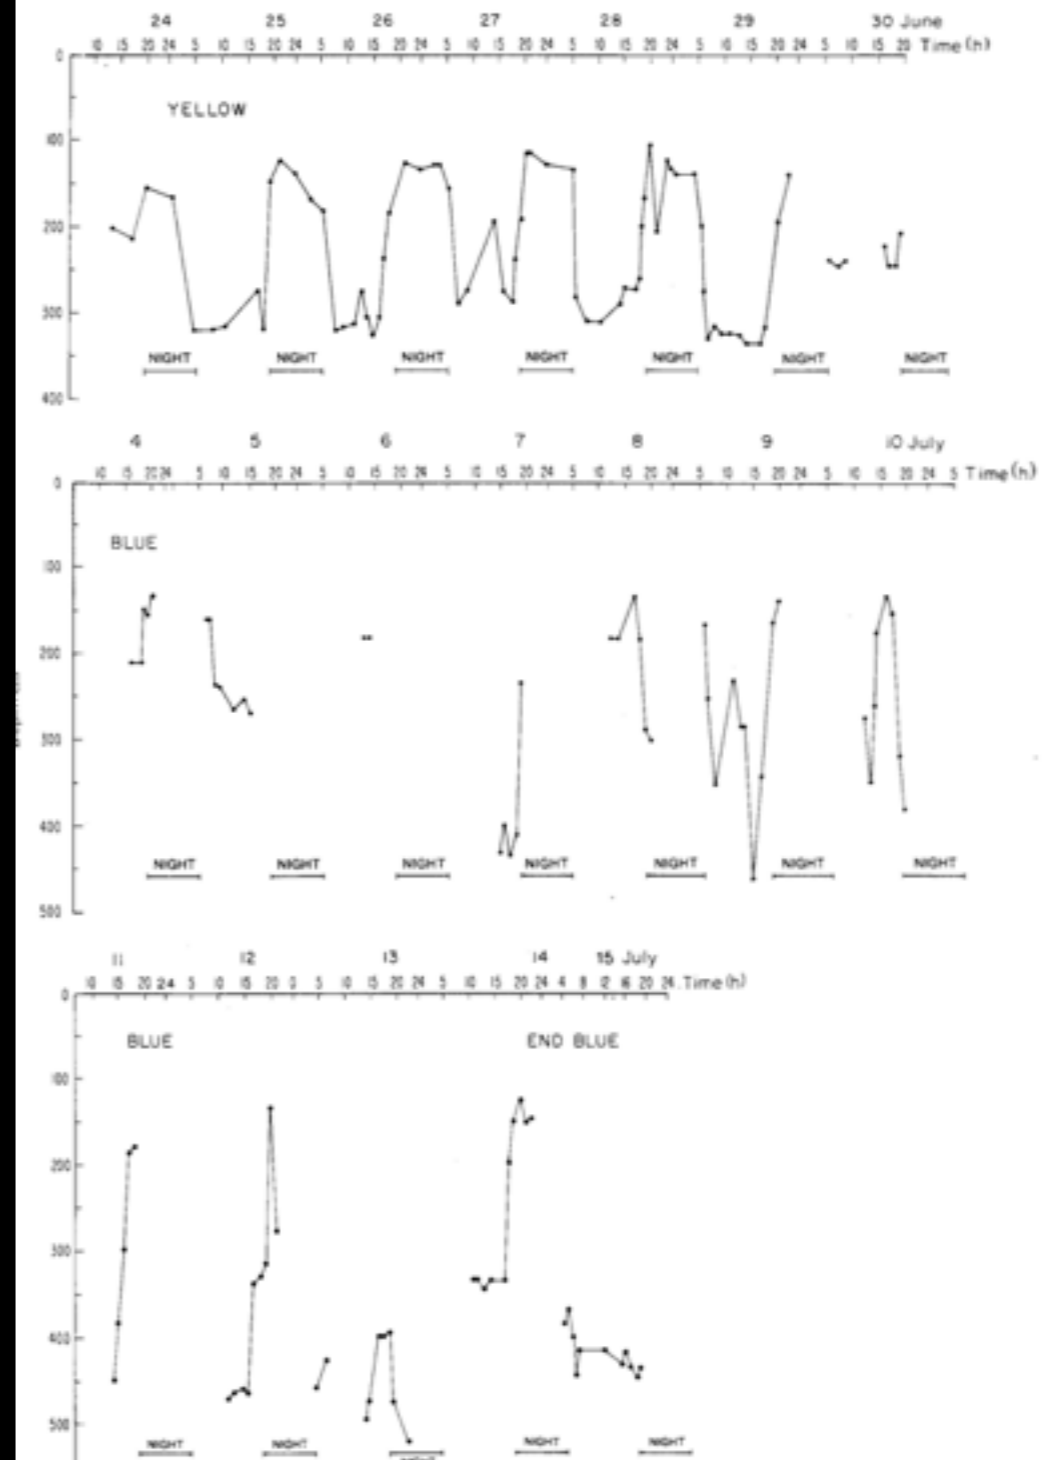 24 25 26 27 28 29 30 June
10 15 20 24 5 10 15 20 24 5 10 15 20 24 5 10 15 20 24 5 10 15 20 24 5 10 15 20 24 5 10 15 20 Time (h)
0
YELLOW
100
200
300
NIGHT NIGHT NIGHT NIGHT NIGHT NIGHT NIGHT
400
4 5 6 7 8 9 10 July
10 15 20 24 5 10 15 20 24 5 10 15 20 24 5 10 15 20 24 5 10 15 20 24 5 10 15 20 24 5 10 15 20 24 5 Time (h)
0
BLUE
100
200
300
400
NIGHT NIGHT NIGHT NIGHT NIGHT NIGHT NIGHT
500
11 12 13 14 15 July
10 15 20 24 5 10 15 20 5 10 15 20 24 5 10 15 20 24 4 8 12 16 20 24 Time (h)
0
BLUE END BLUE
100
200
300
400
500
NIGHT NIGHT NIGHT NIGHT